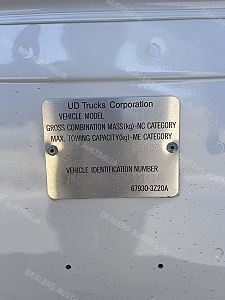 UD Trucks Corporation
VEHICLE MODEL
GROSS COMBINATION MASS(kg)-NC CATEGORY
MAX. TOWING CAPACITY(kg)-ME CATEGORY
VEHICLE IDENTIFICATION NUMBER
67930-3Z20A